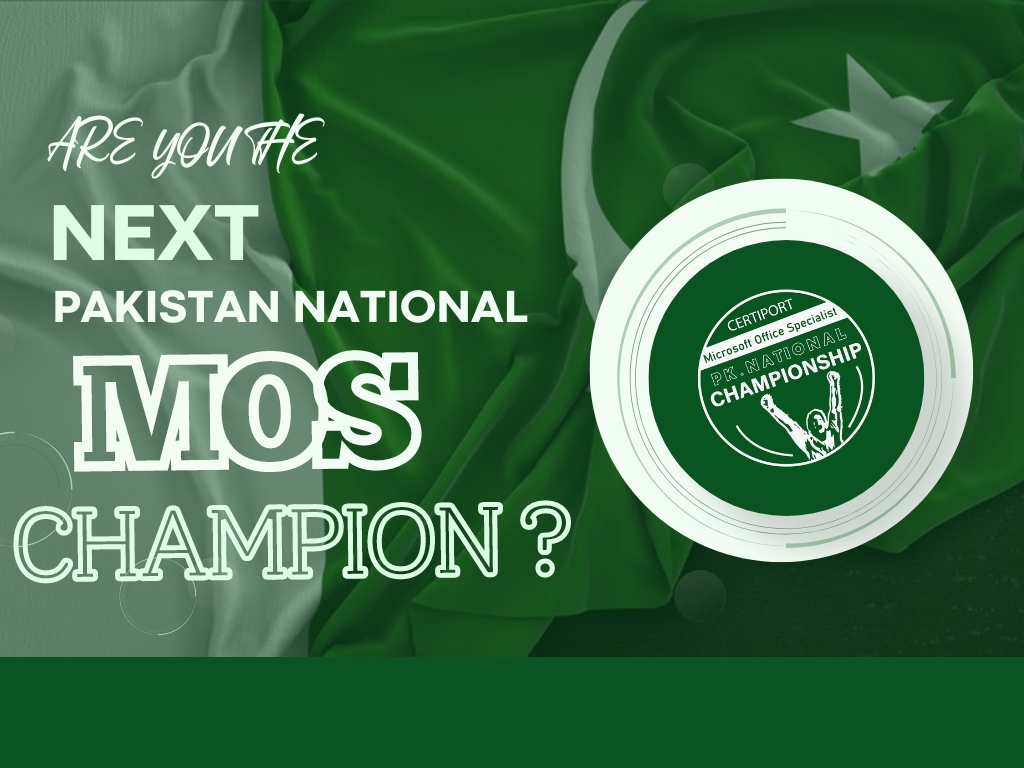 ARE YOU THE
NEXT
PAKISTAN NATIONAL
MOS
CHAMPION ?
CERTIPORT
Microsoft Office Specialist
PK.NATIONAL
CHAMPIONSHIP